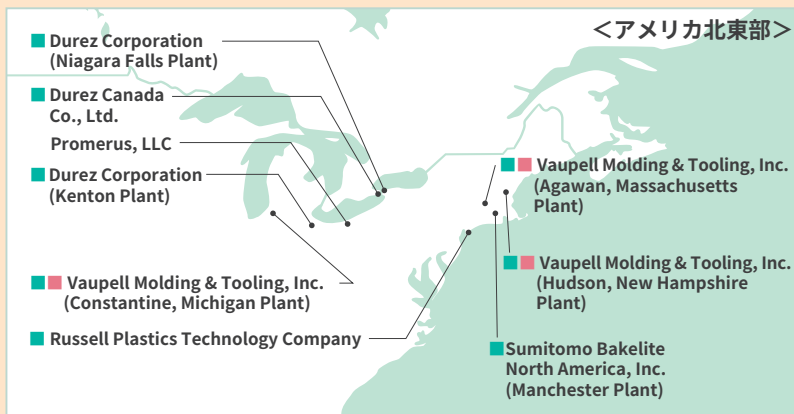 ＜アメリカ北東部＞
Durez Corporation
(Niagara Falls Plant)
Durez Canada
Co., Ltd.
Promerus, LLC
Durez Corporation
(Kenton Plant)
Vaupell Molding & Tooling, Inc.
(Constantine, Michigan Plant)
Russell Plastics Technology Company
Vaupell Molding & Tooling, Inc.
(Agawan, Massachusetts
Plant)
Vaupell Molding & Tooling, Inc.
(Hudson, New Hampshire
Plant)
Sumitomo Bakelite
North America, Inc.
(Manchester Plant)